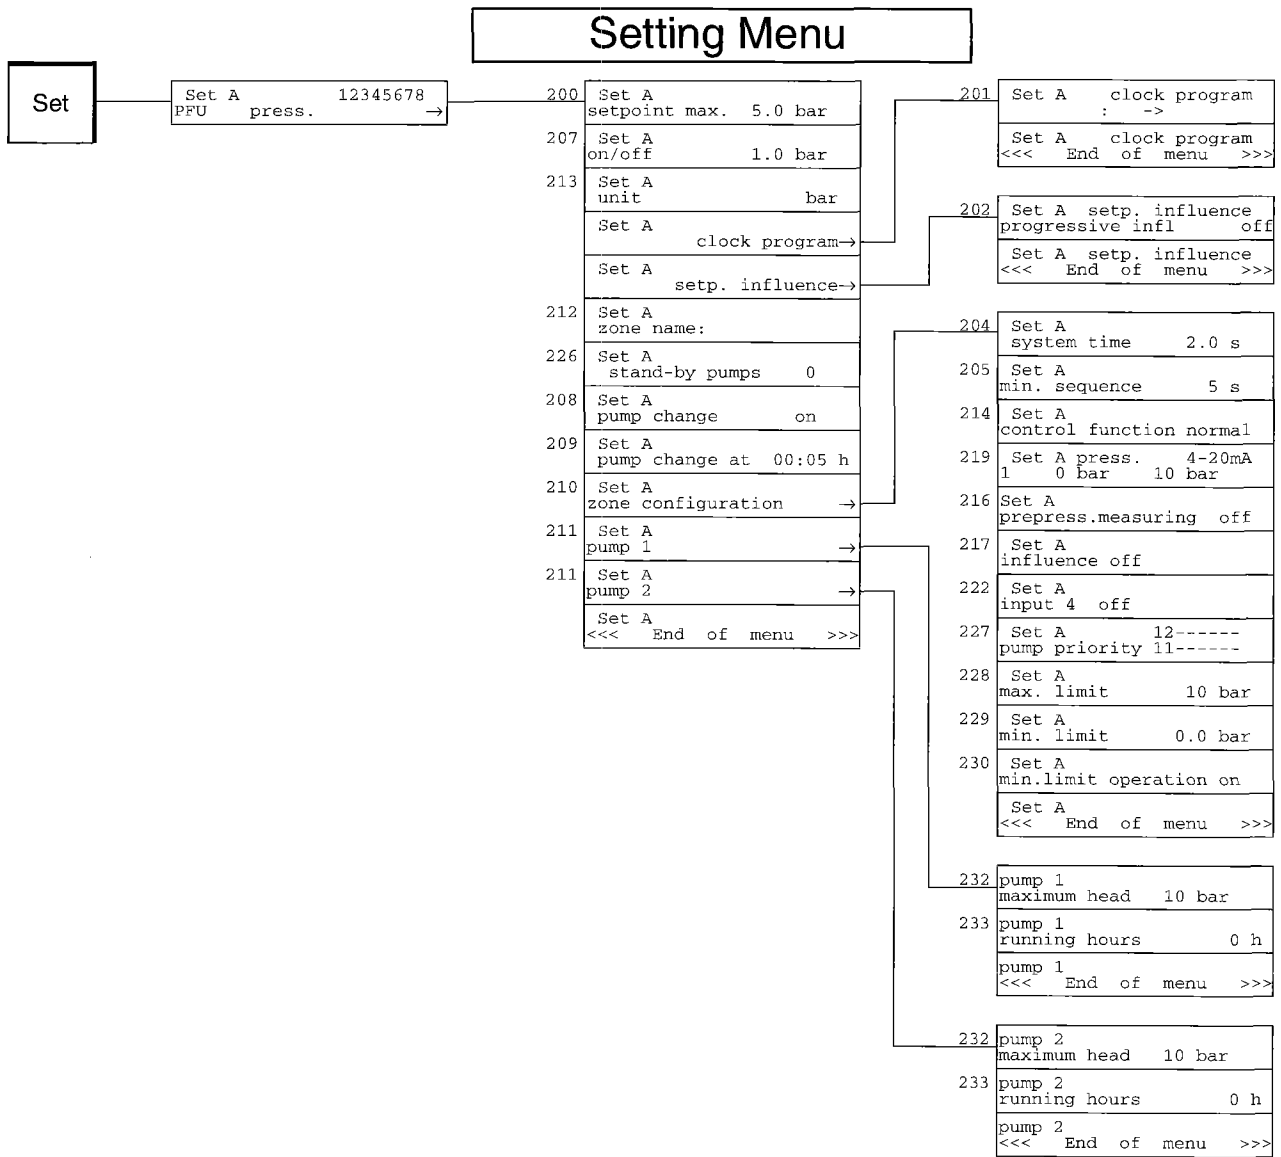 Setting Menu
Set
Set A 12345678
PFU press. →
200 Set A
setpoint max. 5.0 bar
207 Set A
on/off 1.0 bar
213 Set A
unit bar
Set A
clock program→
Set A
setp. influence→
212 Set A
zone name:
226 Set A
stand-by pumps 0
208 Set A
pump change on
209 Set A
pump change at 00:05 h
210 Set A
zone configuration →
211 Set A
pump 1 →
211 Set A
pump 2 →
Set A
<<< End of menu >>>
201 Set A clock program
: ->
Set A clock program
<<< End of menu >>>
202 Set A setp. influence
progressive infl off
Set A setp. influence
<<< End of menu >>>
204 Set A
system time 2.0 s
205 Set A
min. sequence 5 s
214 Set A
control function normal
219 Set A press. 4-20mA
1 0 bar 10 bar
216 Set A
prepress.measuring off
217 Set A
influence off
222 Set A
input 4 off
227 Set A 12------
pump priority 11------
228 Set A
max. limit 10 bar
229 Set A
min. limit 0.0 bar
230 Set A
min.limit operation on
Set A
<<< End of menu >>>
232 pump 1
maximum head 10 bar
233 pump 1
running hours 0 h
pump 1
<<< End of menu >>>
232 pump 2
maximum head 10 bar
233 pump 2
running hours 0 h
pump 2
<<< End of menu >>>